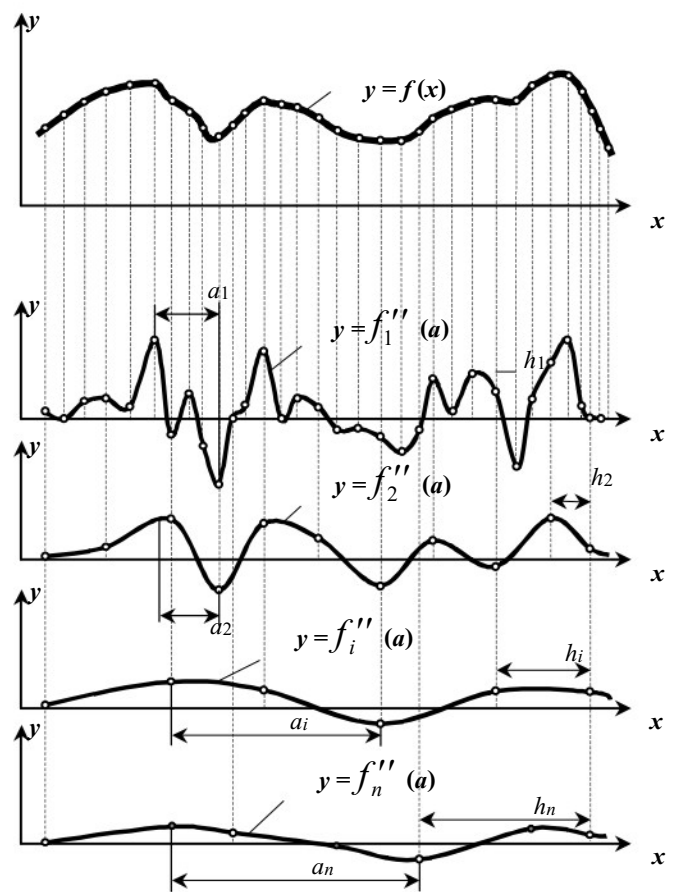 y
y = f(x)
x
y
a1
y = f₁′′ (a)
h1
x
y
y = f₂′′ (a)
h2
x
y
a2
y = fᵢ′′ (a)
hi
ai
x
y
y = fₙ′′ (a)
hn
x
an